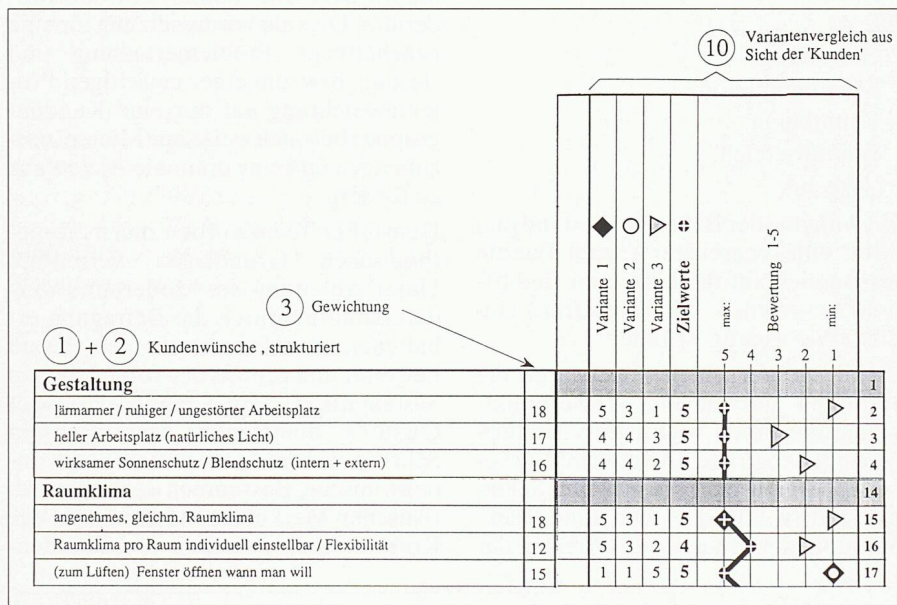 10 Variantenvergleich aus
Sicht der 'Kunden'
Variante 1
Variante 2
Variante 3
Zielwerte
max:
Bewertung 1-5
min:
5 4 3 2 1
3 Gewichtung
1 + 2 Kundenwünsche , strukturiert
Gestaltung 1
lärmarmer / ruhiger / ungestörter Arbeitsplatz 18 5 3 1 5 2
heller Arbeitsplatz (natürliches Licht) 17 4 4 3 5 3
wirksamer Sonnenschutz / Blendschutz (intern + extern) 16 4 4 2 5 4
Raumklima 14
angenehmes, gleichm. Raumklima 18 5 3 1 5 15
Raumklima pro Raum individuell einstellbar / Flexibilität 12 5 3 2 4 16
(zum Lüften) Fenster öffnen wann man will 15 1 1 5 5 17